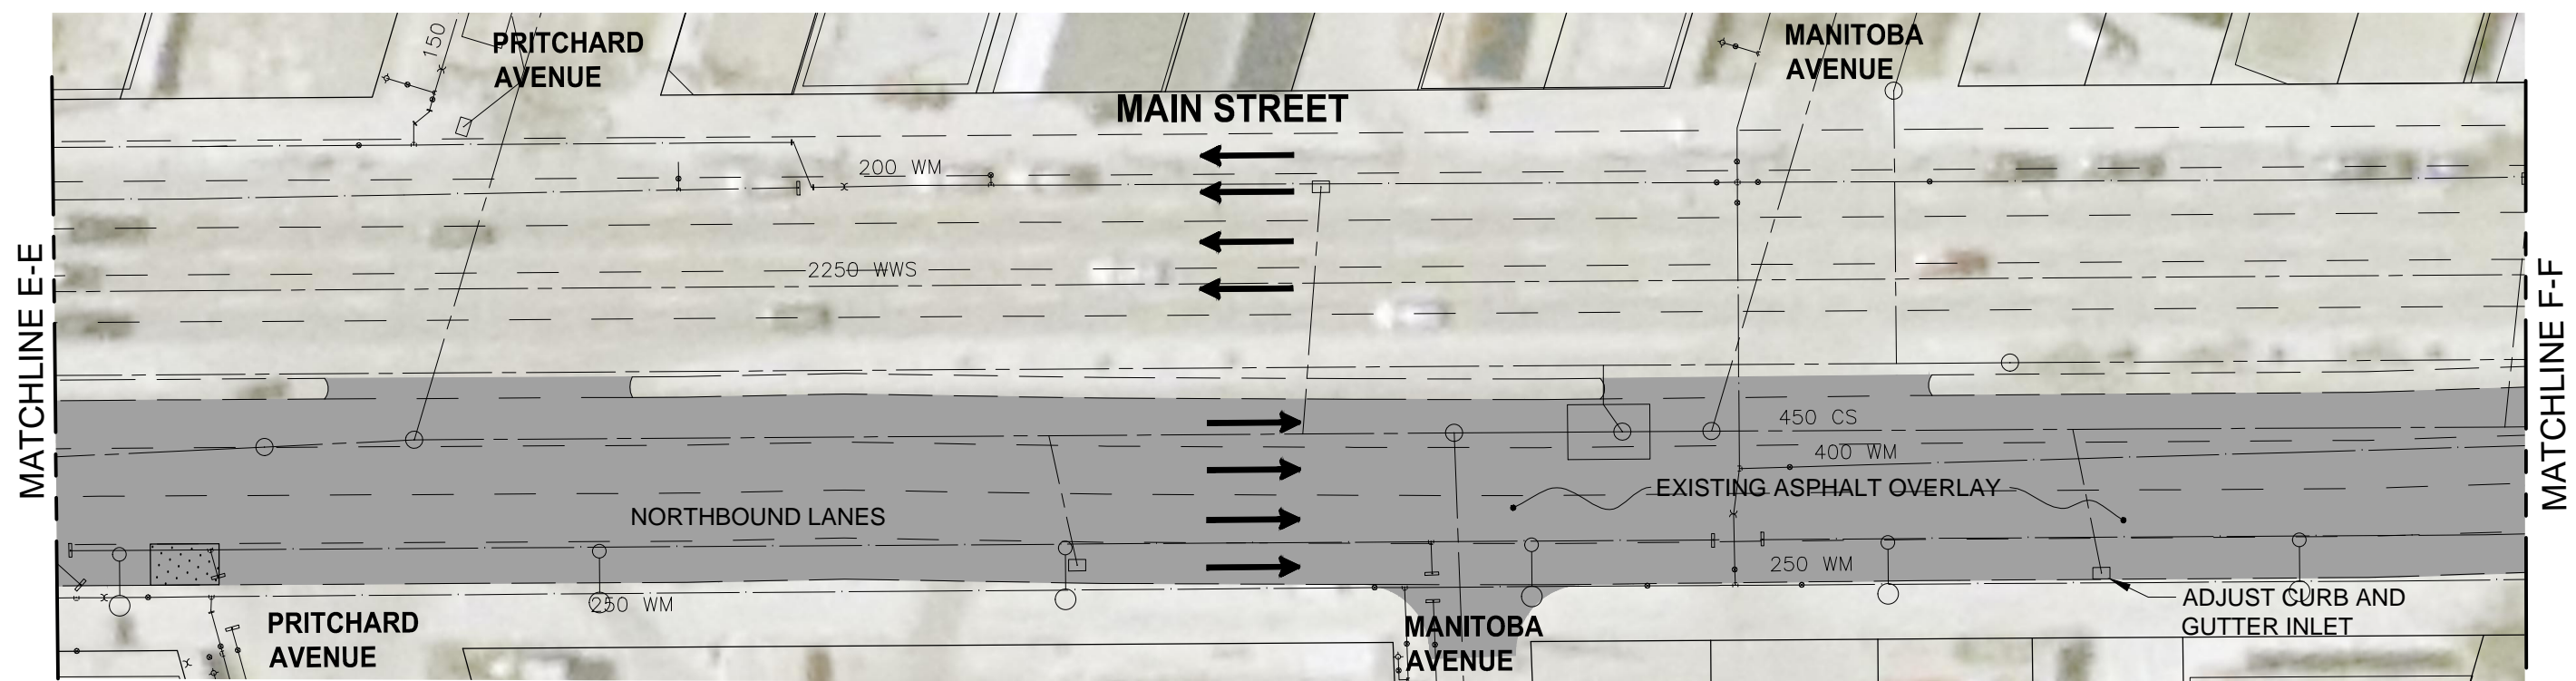 150
PRITCHARD
AVENUE
MANITOBA
AVENUE
MAIN STREET
200 WM
2250 WWS
MATCHLINE E-E
MATCHLINE F-F
450 CS
400 WM
EXISTING ASPHALT OVERLAY
NORTHBOUND LANES
250 WM
250 WM
ADJUST CURB AND
GUTTER INLET
PRITCHARD
AVENUE
MANITOBA
AVENUE